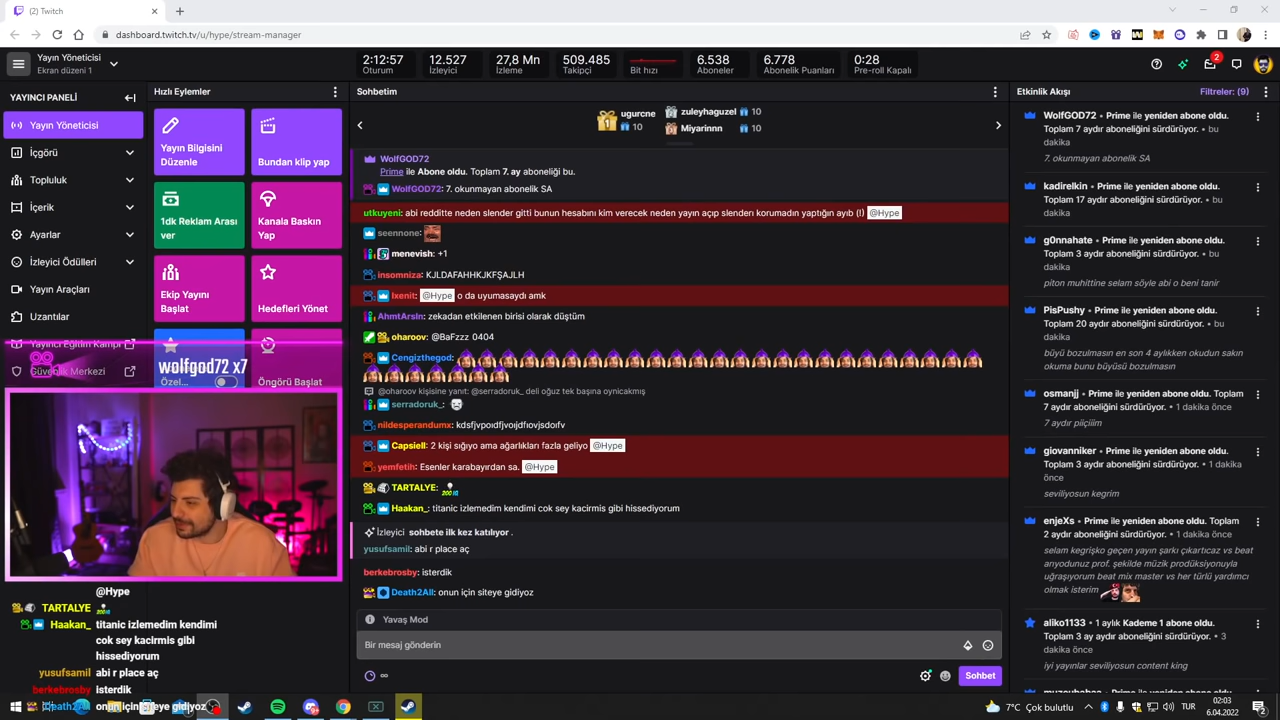 (2) Twitch
dashboard.twitch.tv/u/hype/stream-manager
Yayın Yöneticisi
Ekran düzeni 1
2:12:57
Oturum
12.527
İzleyici
27,8 Mn
İzleme
509.485
Takipçi
Bit hızı
6.538
Aboneler
6.778
Abonelik Puanları
0:28
Pre-roll Kapalı
2
YAYINCI PANELİ
Yayın Yöneticisi
İçgörü
Topluluk
İçerik
Ayarlar
İzleyici Ödülleri
Yayın Araçları
Uzantılar
Yayıncı Eğitim Kampı
Güvenlik Merkezi
Hızlı Eylemler
Yayın Bilgisini
Düzenle
Bundan klip yap
1dk Reklam Arası
ver
Kanala Baskın
Yap
Ekip Yayını
Başlat
Hedefleri Yönet
Özel...
Öngörü Başlat
wolfgod72 x7
@Hype
TARTALYE:
Haakan_ titanic izlemedim kendimi
cok sey kacirmis gibi
hissediyorum
yusufsamil abi r place aç
berkebrosby isterdik
Death2All onun için siteye gidiyoz
Sohbetim
1
ugurcne
10
zuleyhaguzel 10
Miyarinnn 10
WolfGOD72
Prime ile Abone oldu. Toplam 7. ay aboneliği bu.
WolfGOD72: 7. okunmayan abonelik SA
utkuyeni: abi redditte neden slender gitti bunun hesabını kim verecek neden yayın açıp slenderı korumadın yaptığın ayıb (!) @Hype
seennone:
menevish: +1
insomniza: KJLDAFAHHKJKFŞAJLH
Ixenit: @Hype o da uyumasaydı amk
AhmtArsln: zekadan etkilenen birisi olarak düştüm
oharoov: @BaFzzz 0404
Cengizthegod:
@oharoov kişisine yanıt: @serradoruk_ deli oğuz tek başına oynicakmış
serradoruk_:
nildesperandumx: kdsfjvpoıdfjvoijdfıovjsdoıfv
Capsiell: 2 kişi sığıyo ama ağarlıkları fazla geliyo @Hype
yemfetih: Esenler karabayırdan sa. @Hype
TARTALYE:
Haakan_: titanic izlemedim kendimi cok sey kacirmis gibi hissediyorum
İzleyici sohbete ilk kez katılıyor .
yusufsamil: abi r place aç
berkebrosby: isterdik
Death2All: onun için siteye gidiyoz
Yavaş Mod
Bir mesaj gönderin
Sohbet
Etkinlik Akışı
Filtreler: (9)
WolfGOD72 • Prime ile yeniden abone oldu.
Toplam 7 aydır aboneliğini sürdürüyor. • bu
dakika
7. okunmayan abonelik SA
kadirelkin • Prime ile yeniden abone oldu.
Toplam 17 aydır aboneliğini sürdürüyor. • bu
dakika
g0nnahate • Prime ile yeniden abone oldu.
Toplam 3 aydır aboneliğini sürdürüyor. • bu
dakika
piton muhittine selam söyle abi o beni tanir
PisPushy • Prime ile yeniden abone oldu.
Toplam 20 aydır aboneliğini sürdürüyor. • bu
dakika
büyü bozulmasın en son 4 aylıkken okudun sakın
okuma bunu büyüsü bozulmasın
osmanjj • Prime ile yeniden abone oldu. Toplam
7 aydır aboneliğini sürdürüyor. • 1 dakika önce
7 aydır piiçiiim
giovanniker • Prime ile yeniden abone oldu.
Toplam 3 aydır aboneliğini sürdürüyor. • 1 dakika
önce
seviliyosun kegrim
enjeXs • Prime ile yeniden abone oldu. Toplam
2 aydır aboneliğini sürdürüyor. • 1 dakika önce
selam kegrişko geçen yayın şarkı çıkartıcaz vs beat
arıyodunuz prof. şekilde müzik prodüksiyonuyla
uğraşıyorum beat mix master vs her türlü yardımcı
olmak isterim
aliko1133 • 1 aylık Kademe 1 abone oldu.
Toplam 3 ay aydır aboneliğini sürdürüyor. • 3
dakika önce
iyi yayınlar seviliyosun content king
7°C Çok bulutlu
TUR
02:03
6.04.2022
2